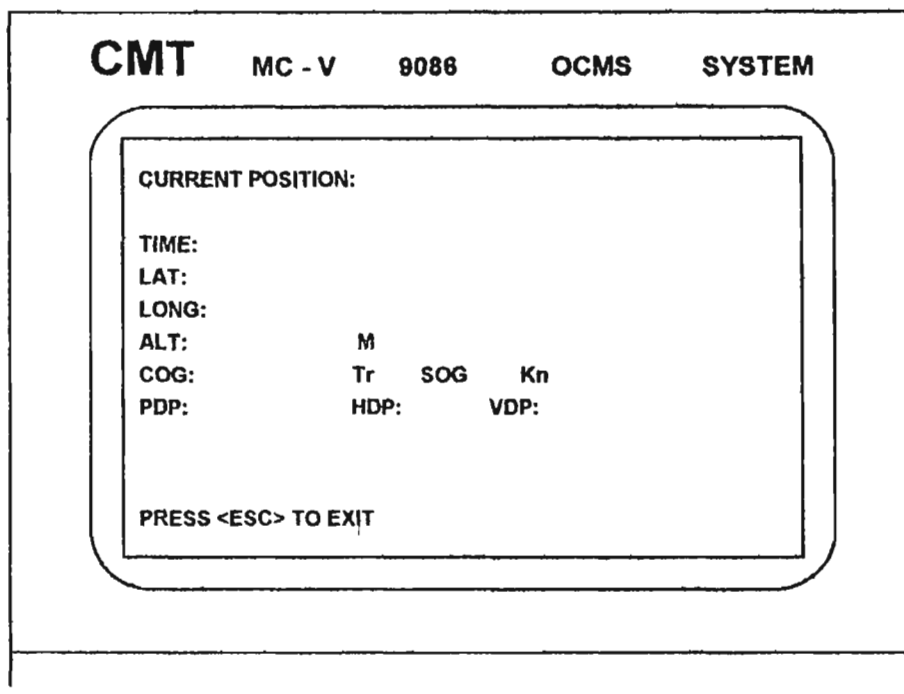 CMT MC - V 9086 OCMS SYSTEM
CURRENT POSITION:
TIME:
LAT:
LONG:
ALT: M
COG: Tr SOG Kn
PDP: HDP: VDP:
PRESS <ESC> TO EXIT